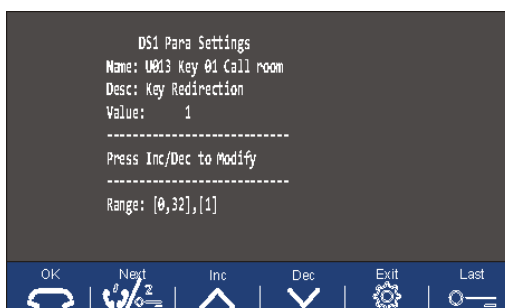 DS1 Para Settings
Name: U013 Key 01 Call room
Desc: Key Redirection
Value: 1
----------------------------
Press Inc/Dec to Modify
----------------------------
Range: [0,32],[1]
OK Next Inc Dec Exit Last
2